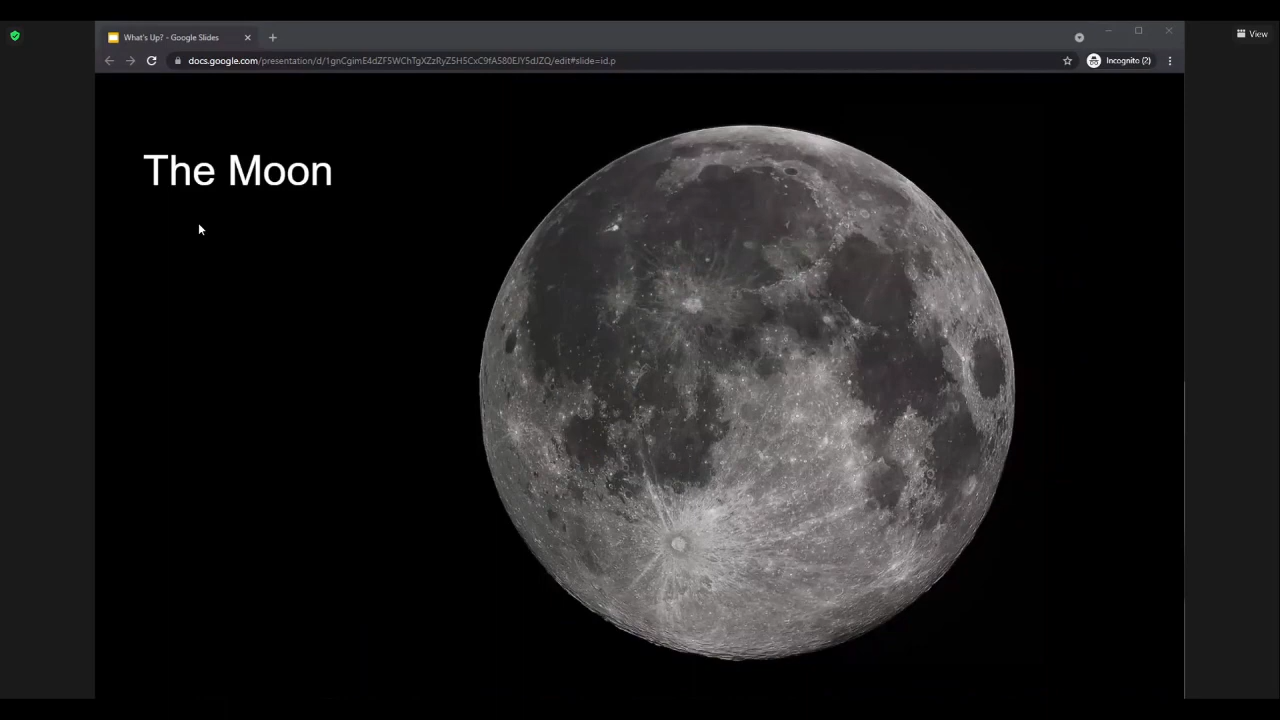 What's Up? - Google Slides
View
docs.google.com/presentation/d/1gnCgimE4dZF5WChTgXZzRyZ5H5CxC9fA580EJY5dJZQ/edit#slide=id.p
Incognito (2)
The Moon